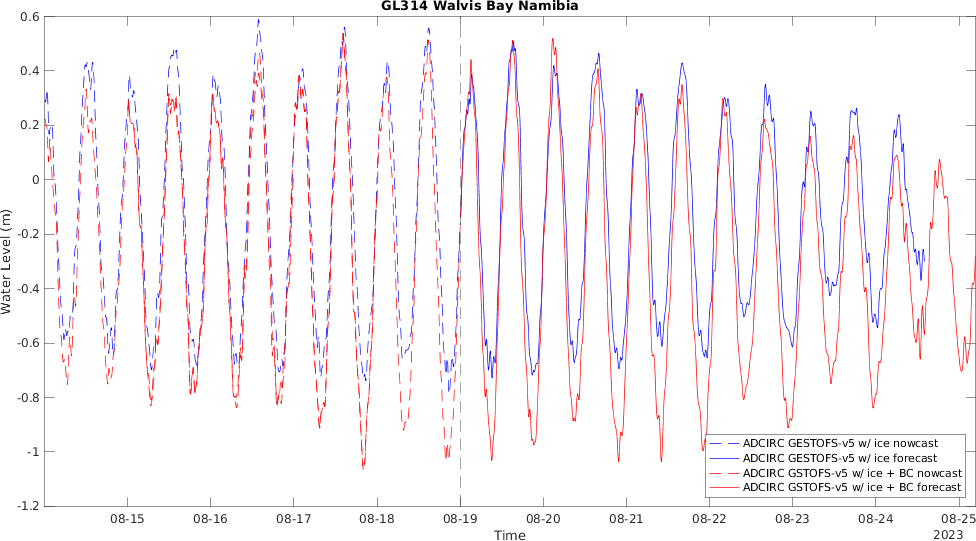 GL314 Walvis Bay Namibia
0.6
0.4
0.2
0
-0.2
-0.4
-0.6
-0.8
-1
-1.2
Water Level (m)
ADCIRC GESTOFS-v5 w/ ice nowcast
ADCIRC GESTOFS-v5 w/ ice forecast
ADCIRC GSTOFS-v5 w/ ice + BC nowcast
ADCIRC GSTOFS-v5 w/ ice + BC forecast
08-15 08-16 08-17 08-18 08-19 08-20 08-21 08-22 08-23 08-24 08-25
Time
2023